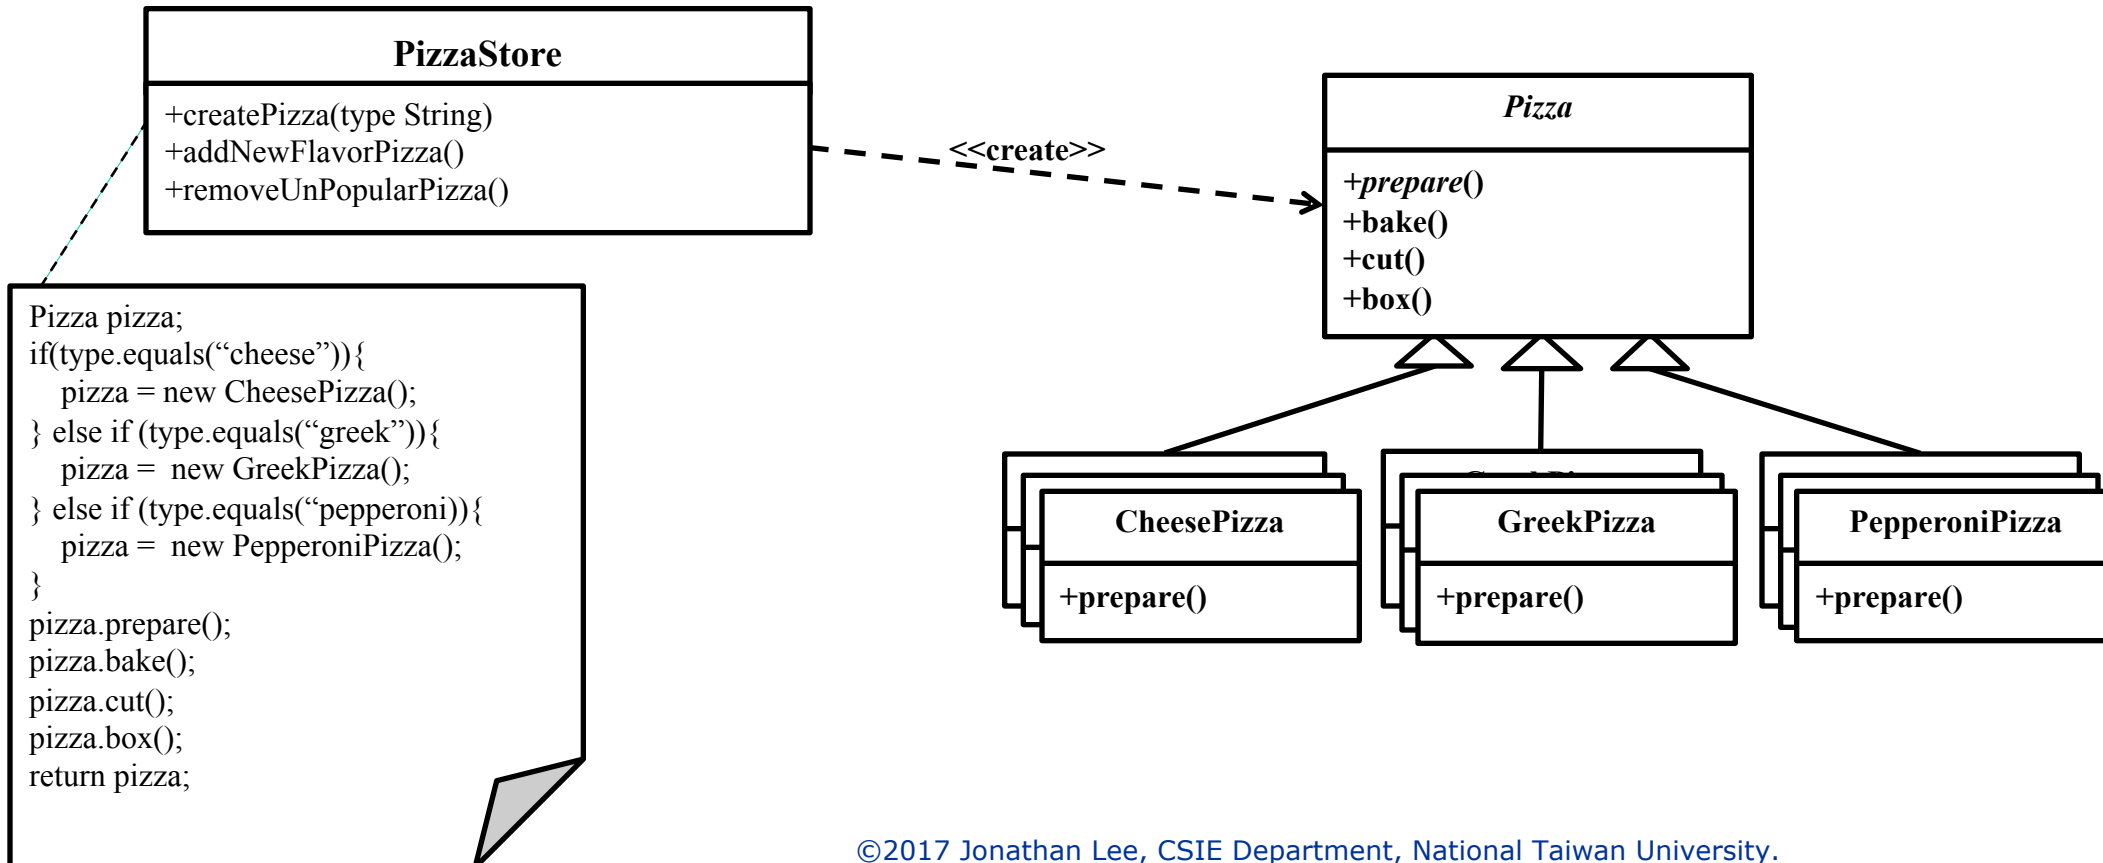 PizzaStore
+createPizza(type String)
+addNewFlavorPizza()
+removeUnPopularPizza()
<<create>>
Pizza
+prepare()
+bake()
+cut()
+box()
Pizza pizza;
if(type.equals(“cheese”)){
pizza = new CheesePizza();
} else if (type.equals(“greek”)){
pizza =  new GreekPizza();
} else if (type.equals(“pepperoni)){
pizza =  new PepperoniPizza();
}
pizza.prepare();
pizza.bake();
pizza.cut();
pizza.box();
return pizza;
CheesePizza
+prepare()
GreekPizza
+prepare()
PepperoniPizza
+prepare()
©2017 Jonathan Lee, CSIE Department, National Taiwan University.